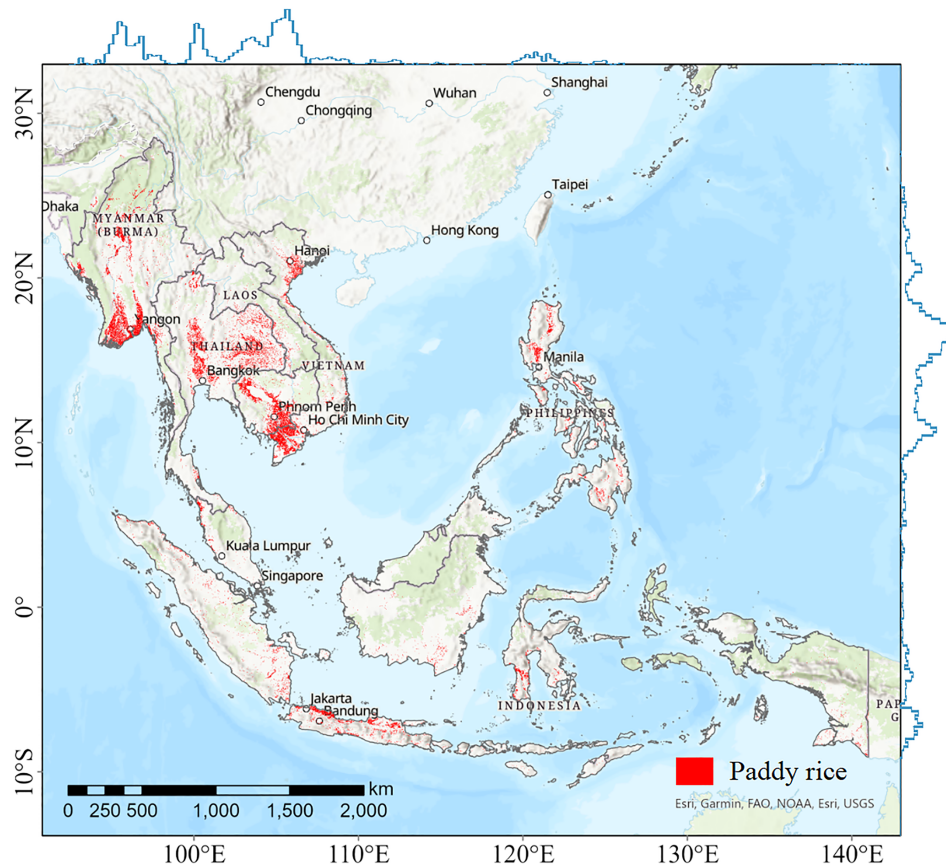 Shanghai
Chengdu
Wuhan
Chongqing
30°N
Taipei
Dhaka
MYANMAR
(BURMA)
Hong Kong
Hanoi
20°N
LAOS
Yangon
THAILAND
Manila
VIETNAM
Bangkok
Phnom Penh
PHILIPPINES
Ho Chi Minh City
10°N
Kuala Lumpur
Singapore
0°
Jakarta
Bandung
INDONESIA
PAP
G
10°S
Paddy rice
km
0 250 500 1,000 1,500 2,000
Esri, Garmin, FAO, NOAA, Esri, USGS
100°E 110°E 120°E 130°E 140°E